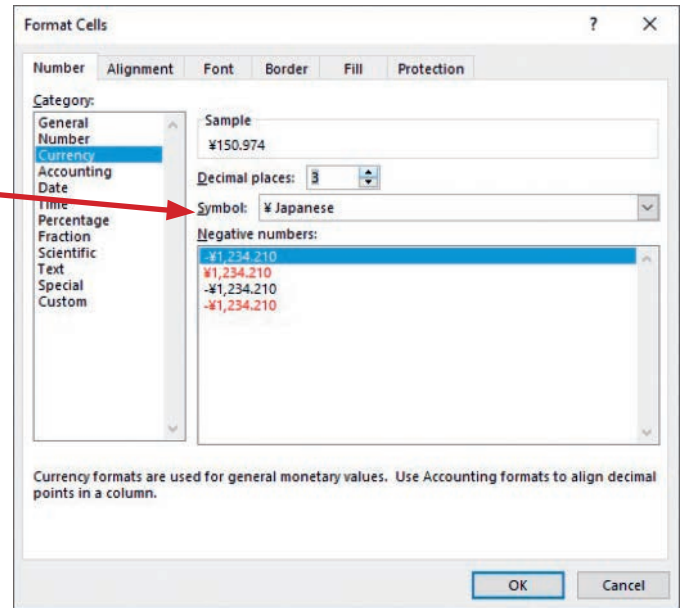 Format Cells ? ×
Number Alignment Font Border Fill Protection
Category:
General
Number
Currency
Accounting
Date
Time
Percentage
Fraction
Scientific
Text
Special
Custom
Sample
¥150.974
Decimal places: 3
Symbol: ¥ Japanese
Negative numbers:
-¥1,234.210
¥1,234.210
-¥1,234.210
-¥1,234.210
Currency formats are used for general monetary values. Use Accounting formats to align decimal
points in a column.
OK Cancel